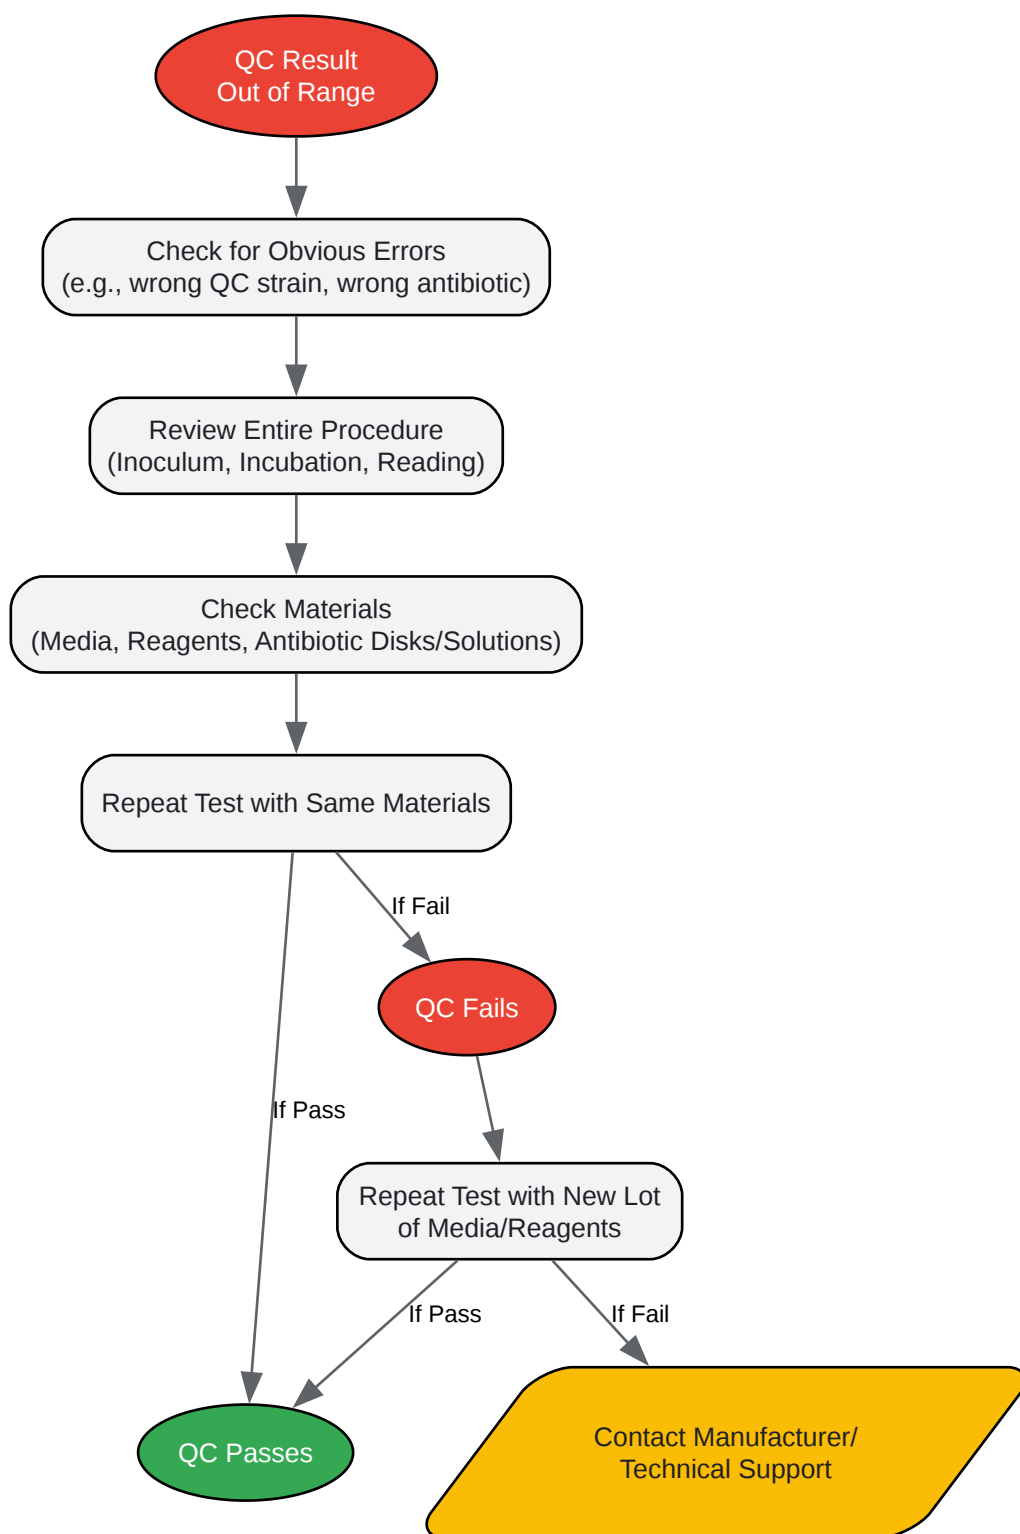 QC Result
Out of Range
Check for Obvious Errors
(e.g., wrong QC strain, wrong antibiotic)
Review Entire Procedure
(Inoculum, Incubation, Reading)
Check Materials
(Media, Reagents, Antibiotic Disks/Solutions)
Repeat Test with Same Materials
If Fail
QC Fails
If Pass
Repeat Test with New Lot
of Media/Reagents
If Pass
If Fail
QC Passes
Contact Manufacturer/
Technical Support